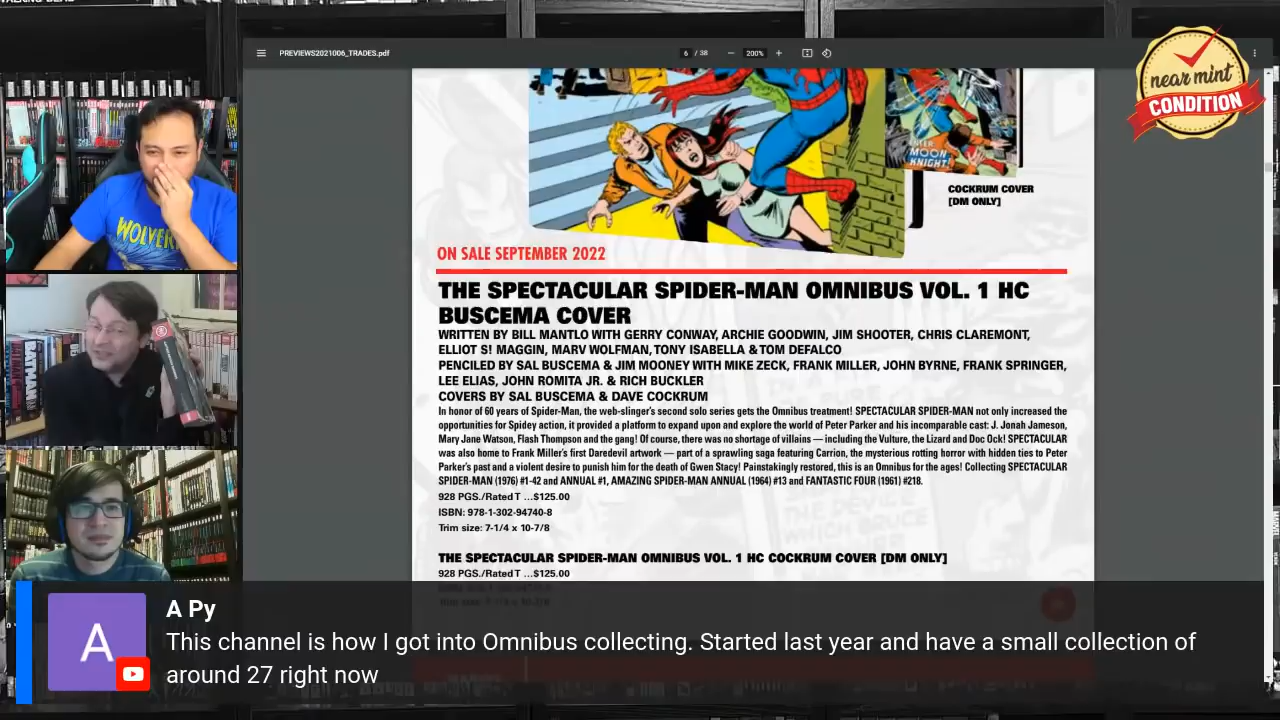 PREVIEWS2021006_TRADES.pdf
6 / 38
200%
near mint
CONDITION
ENTER
MOON
KNIGHT!
COCKRUM COVER
[DM ONLY]
WOLVE
BATMAN
ON SALE SEPTEMBER 2022
THE SPECTACULAR SPIDER-MAN OMNIBUS VOL. 1 HC
BUSCEMA COVER
WRITTEN BY BILL MANTLO WITH GERRY CONWAY, ARCHIE GOODWIN, JIM SHOOTER, CHRIS CLAREMONT,
ELLIOT S! MAGGIN, MARV WOLFMAN, TONY ISABELLA & TOM DEFALCO
PENCILED BY SAL BUSCEMA & JIM MOONEY WITH MIKE ZECK, FRANK MILLER, JOHN BYRNE, FRANK SPRINGER,
LEE ELIAS, JOHN ROMITA JR. & RICH BUCKLER
COVERS BY SAL BUSCEMA & DAVE COCKRUM
In honor of 60 years of Spider-Man, the web-slinger's second solo series gets the Omnibus treatment! SPECTACULAR SPIDER-MAN not only increased the
opportunities for Spidey action, it provided a platform to expand upon and explore the world of Peter Parker and his incomparable cast: J. Jonah Jameson,
Mary Jane Watson, Flash Thompson and the gang! Of course, there was no shortage of villains — including the Vulture, the Lizard and Doc Ock! SPECTACULAR
was also home to Frank Miller's first Daredevil artwork — part of a sprawling saga featuring Carrion, the mysterious rotting horror with hidden ties to Peter
Parker's past and a violent desire to punish him for the death of Gwen Stacy! Painstakingly restored, this is an Omnibus for the ages! Collecting SPECTACULAR
SPIDER-MAN (1976) #1-42 and ANNUAL #1, AMAZING SPIDER-MAN ANNUAL (1964) #13 and FANTASTIC FOUR (1961) #218.
928 PGS./Rated T ...$125.00
ISBN: 978-1-302-94740-8
Trim size: 7-1/4 x 10-7/8
THE SPECTACULAR SPIDER-MAN OMNIBUS VOL. 1 HC COCKRUM COVER [DM ONLY]
928 PGS./Rated T ...$125.00
Trim size: 7-1/4 x 10-7/8
A
A Py
This channel is how I got into Omnibus collecting. Started last year and have a small collection of
around 27 right now